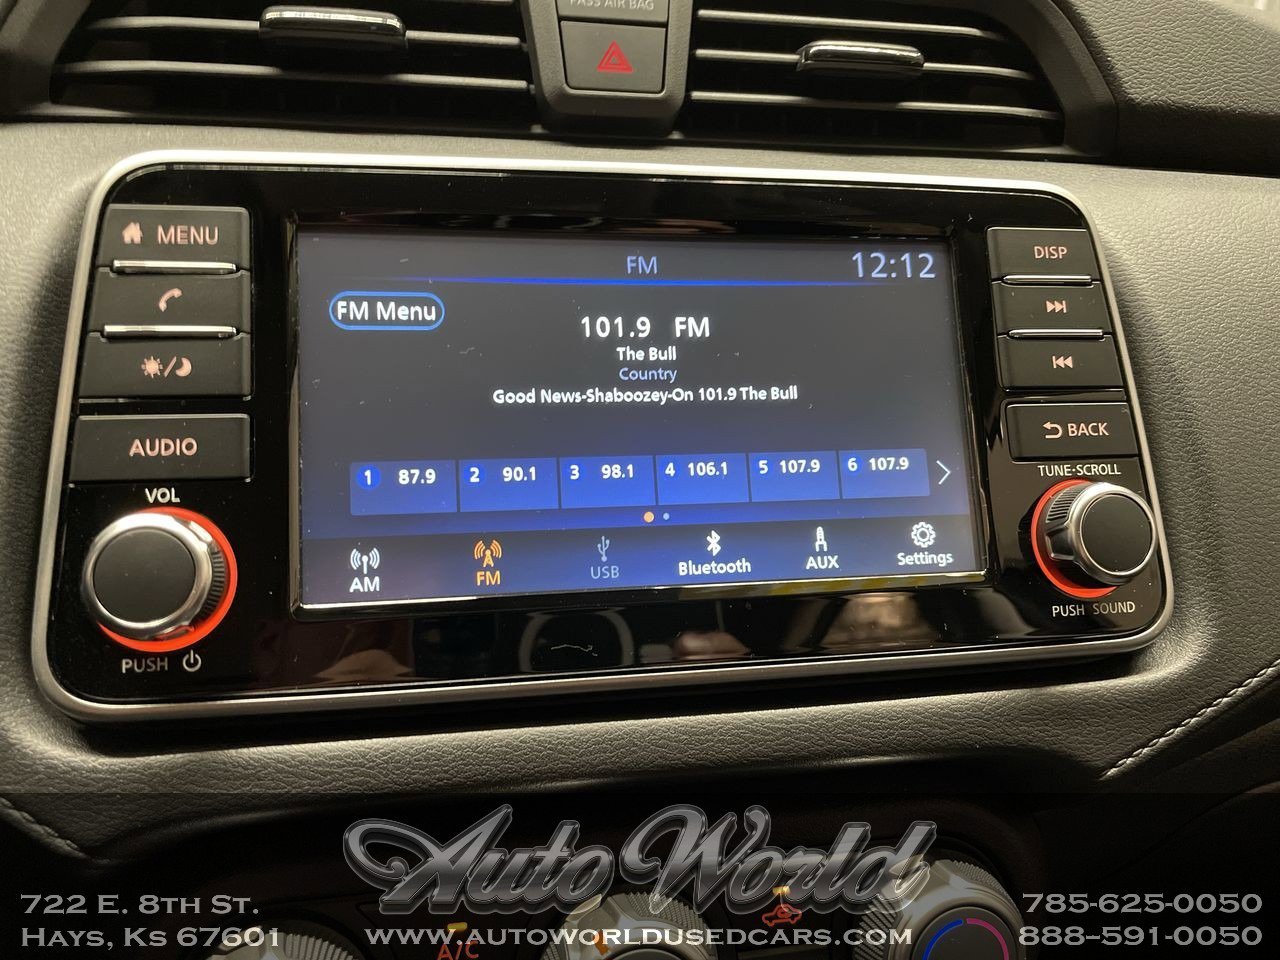 PASS AIR BAG
MENU
DISP
FM
12:12
FM Menu
101.9 FM
The Bull
Country
Good News-Shaboozey-On 101.9 The Bull
AUDIO
BACK
VOL
TUNE·SCROLL
1 87.9 2 90.1 3 98.1 4 106.1 5 107.9 6 107.9
AM FM USB Bluetooth AUX Settings
PUSH
PUSH SOUND
Auto World
722 E. 8th St.
Hays, Ks 67601
A/C
www.autoworldusedcars.com
785-625-0050
888-591-0050